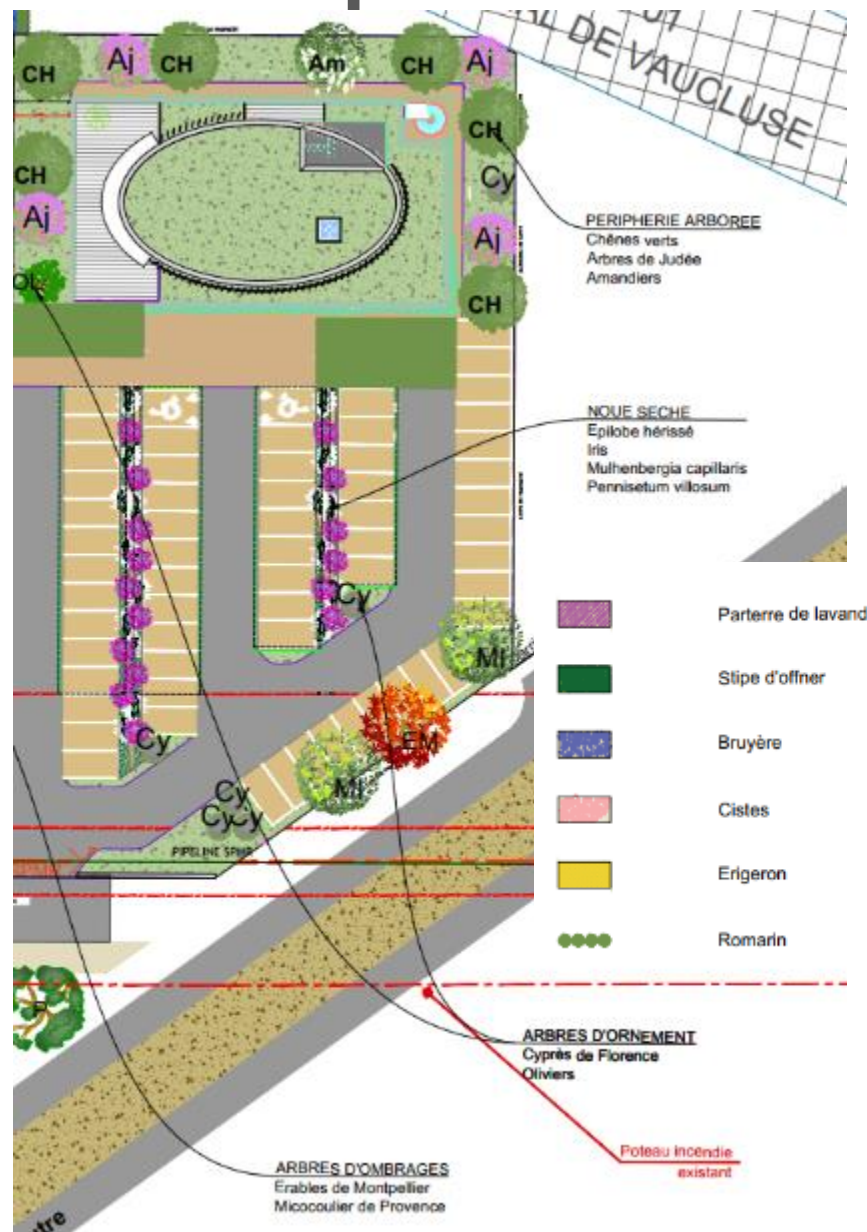 AL DE VAUCLUSE
CH
Aj
CH
Am
CH
Aj
CH
CH
Cy
Aj
Aj
OL
CH
PERIPHERIE ARBOREE
Chênes verts
Arbres de Judée
Amandiers
NOUE SECHE
Epilobe hérissé
Iris
Mulhenbergia capillaris
Pennisetum villosum
Cy
MI
Parterre de lavand
Stipe d'offner
Bruyère
Cistes
Erigeron
Romarin
Cy
EM
MI
Cy
Cy
Cy
PIPELINE SPMR
P
ARBRES D'ORNEMENT
Cyprès de Florence
Oliviers
Poteau incendie
existant
ARBRES D'OMBRAGES
Erables de Montpellier
Micocoulier de Provence
tre